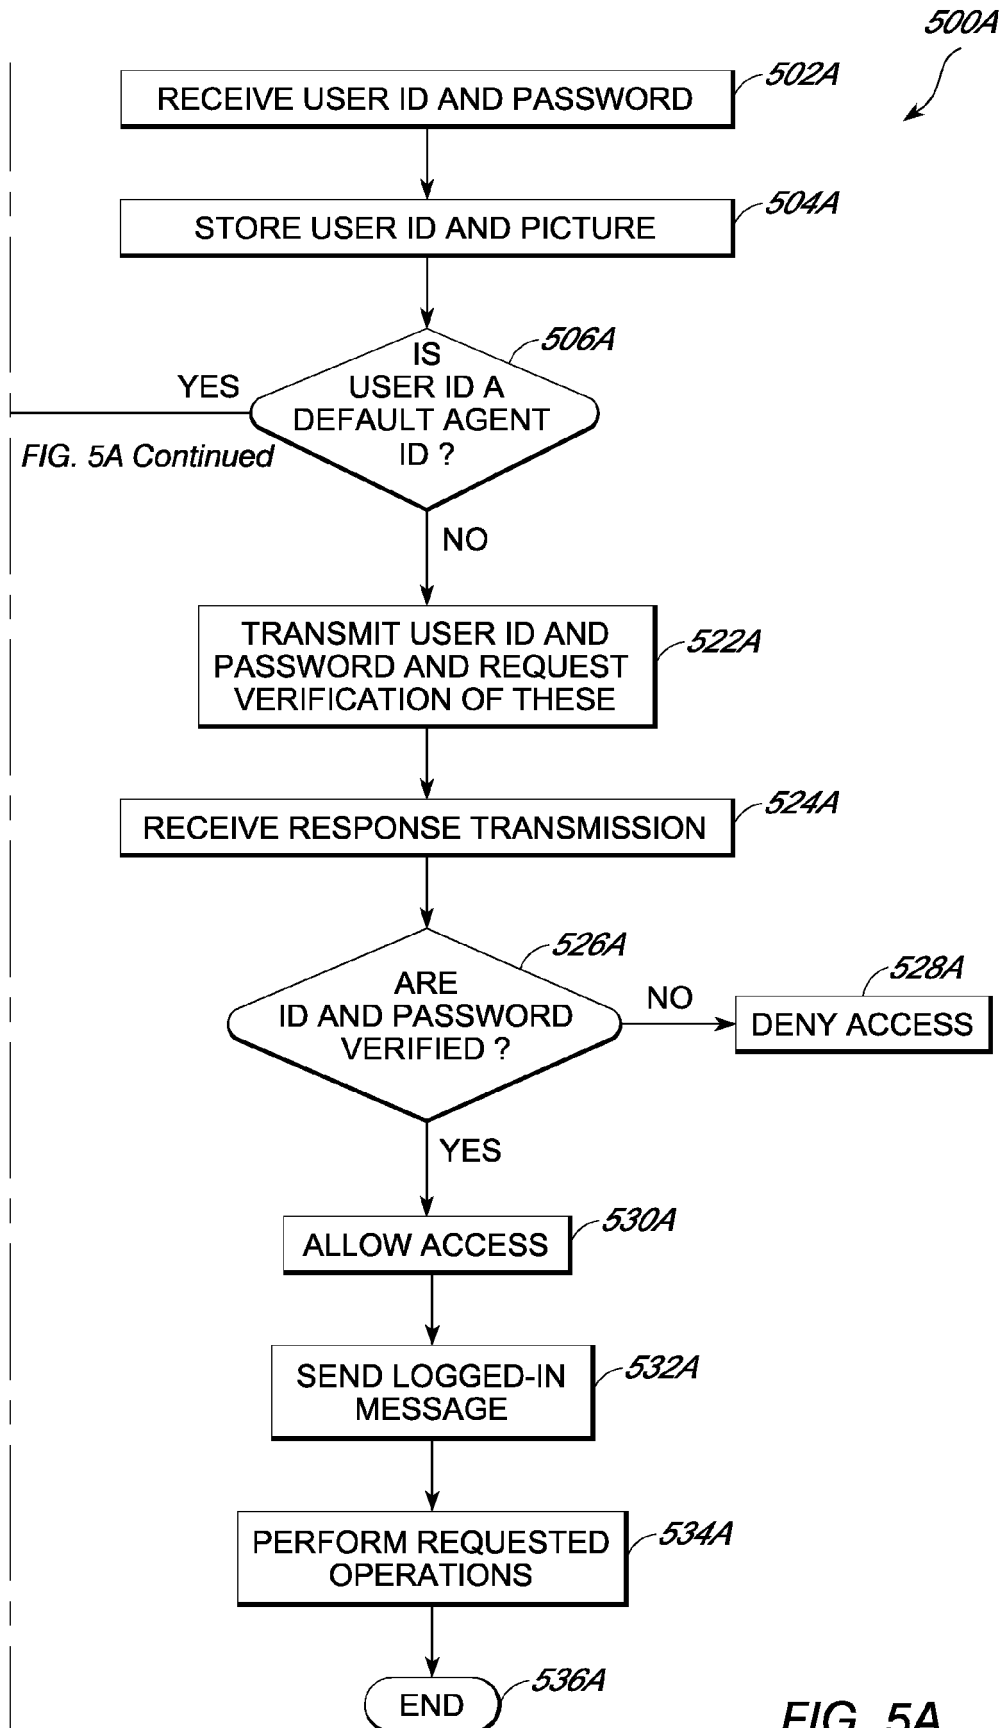 500A
502A
RECEIVE USER ID AND PASSWORD
504A
STORE USER ID AND PICTURE
506A
IS
USER ID A
DEFAULT AGENT
ID ?
YES
FIG. 5A Continued
NO
TRANSMIT USER ID AND
PASSWORD AND REQUEST
VERIFICATION OF THESE
522A
524A
RECEIVE RESPONSE TRANSMISSION
526A
ARE
ID AND PASSWORD
VERIFIED ?
NO
528A
DENY ACCESS
YES
530A
ALLOW ACCESS
532A
SEND LOGGED-IN
MESSAGE
534A
PERFORM REQUESTED
OPERATIONS
536A
END
FIG. 5A